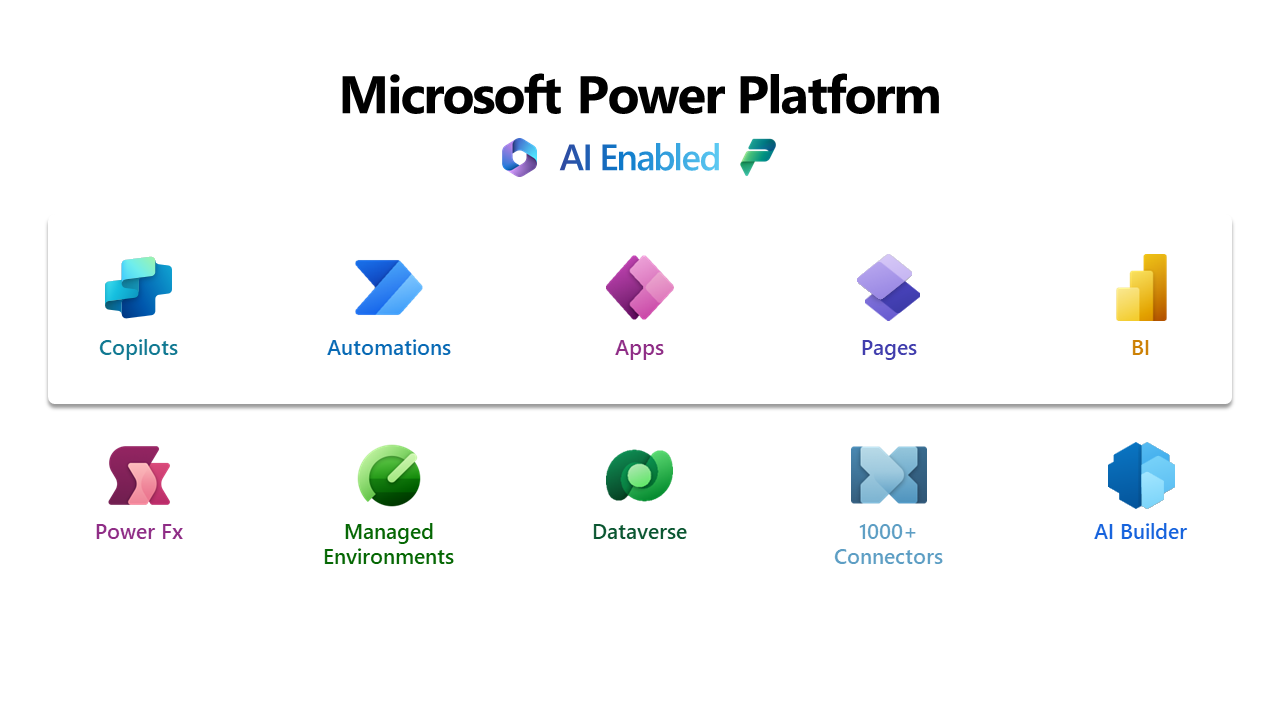 Microsoft Power Platform
AI Enabled
Copilots
Automations
Apps
Pages
BI
Power Fx
Managed
Environments
Dataverse
1000+
Connectors
AI Builder